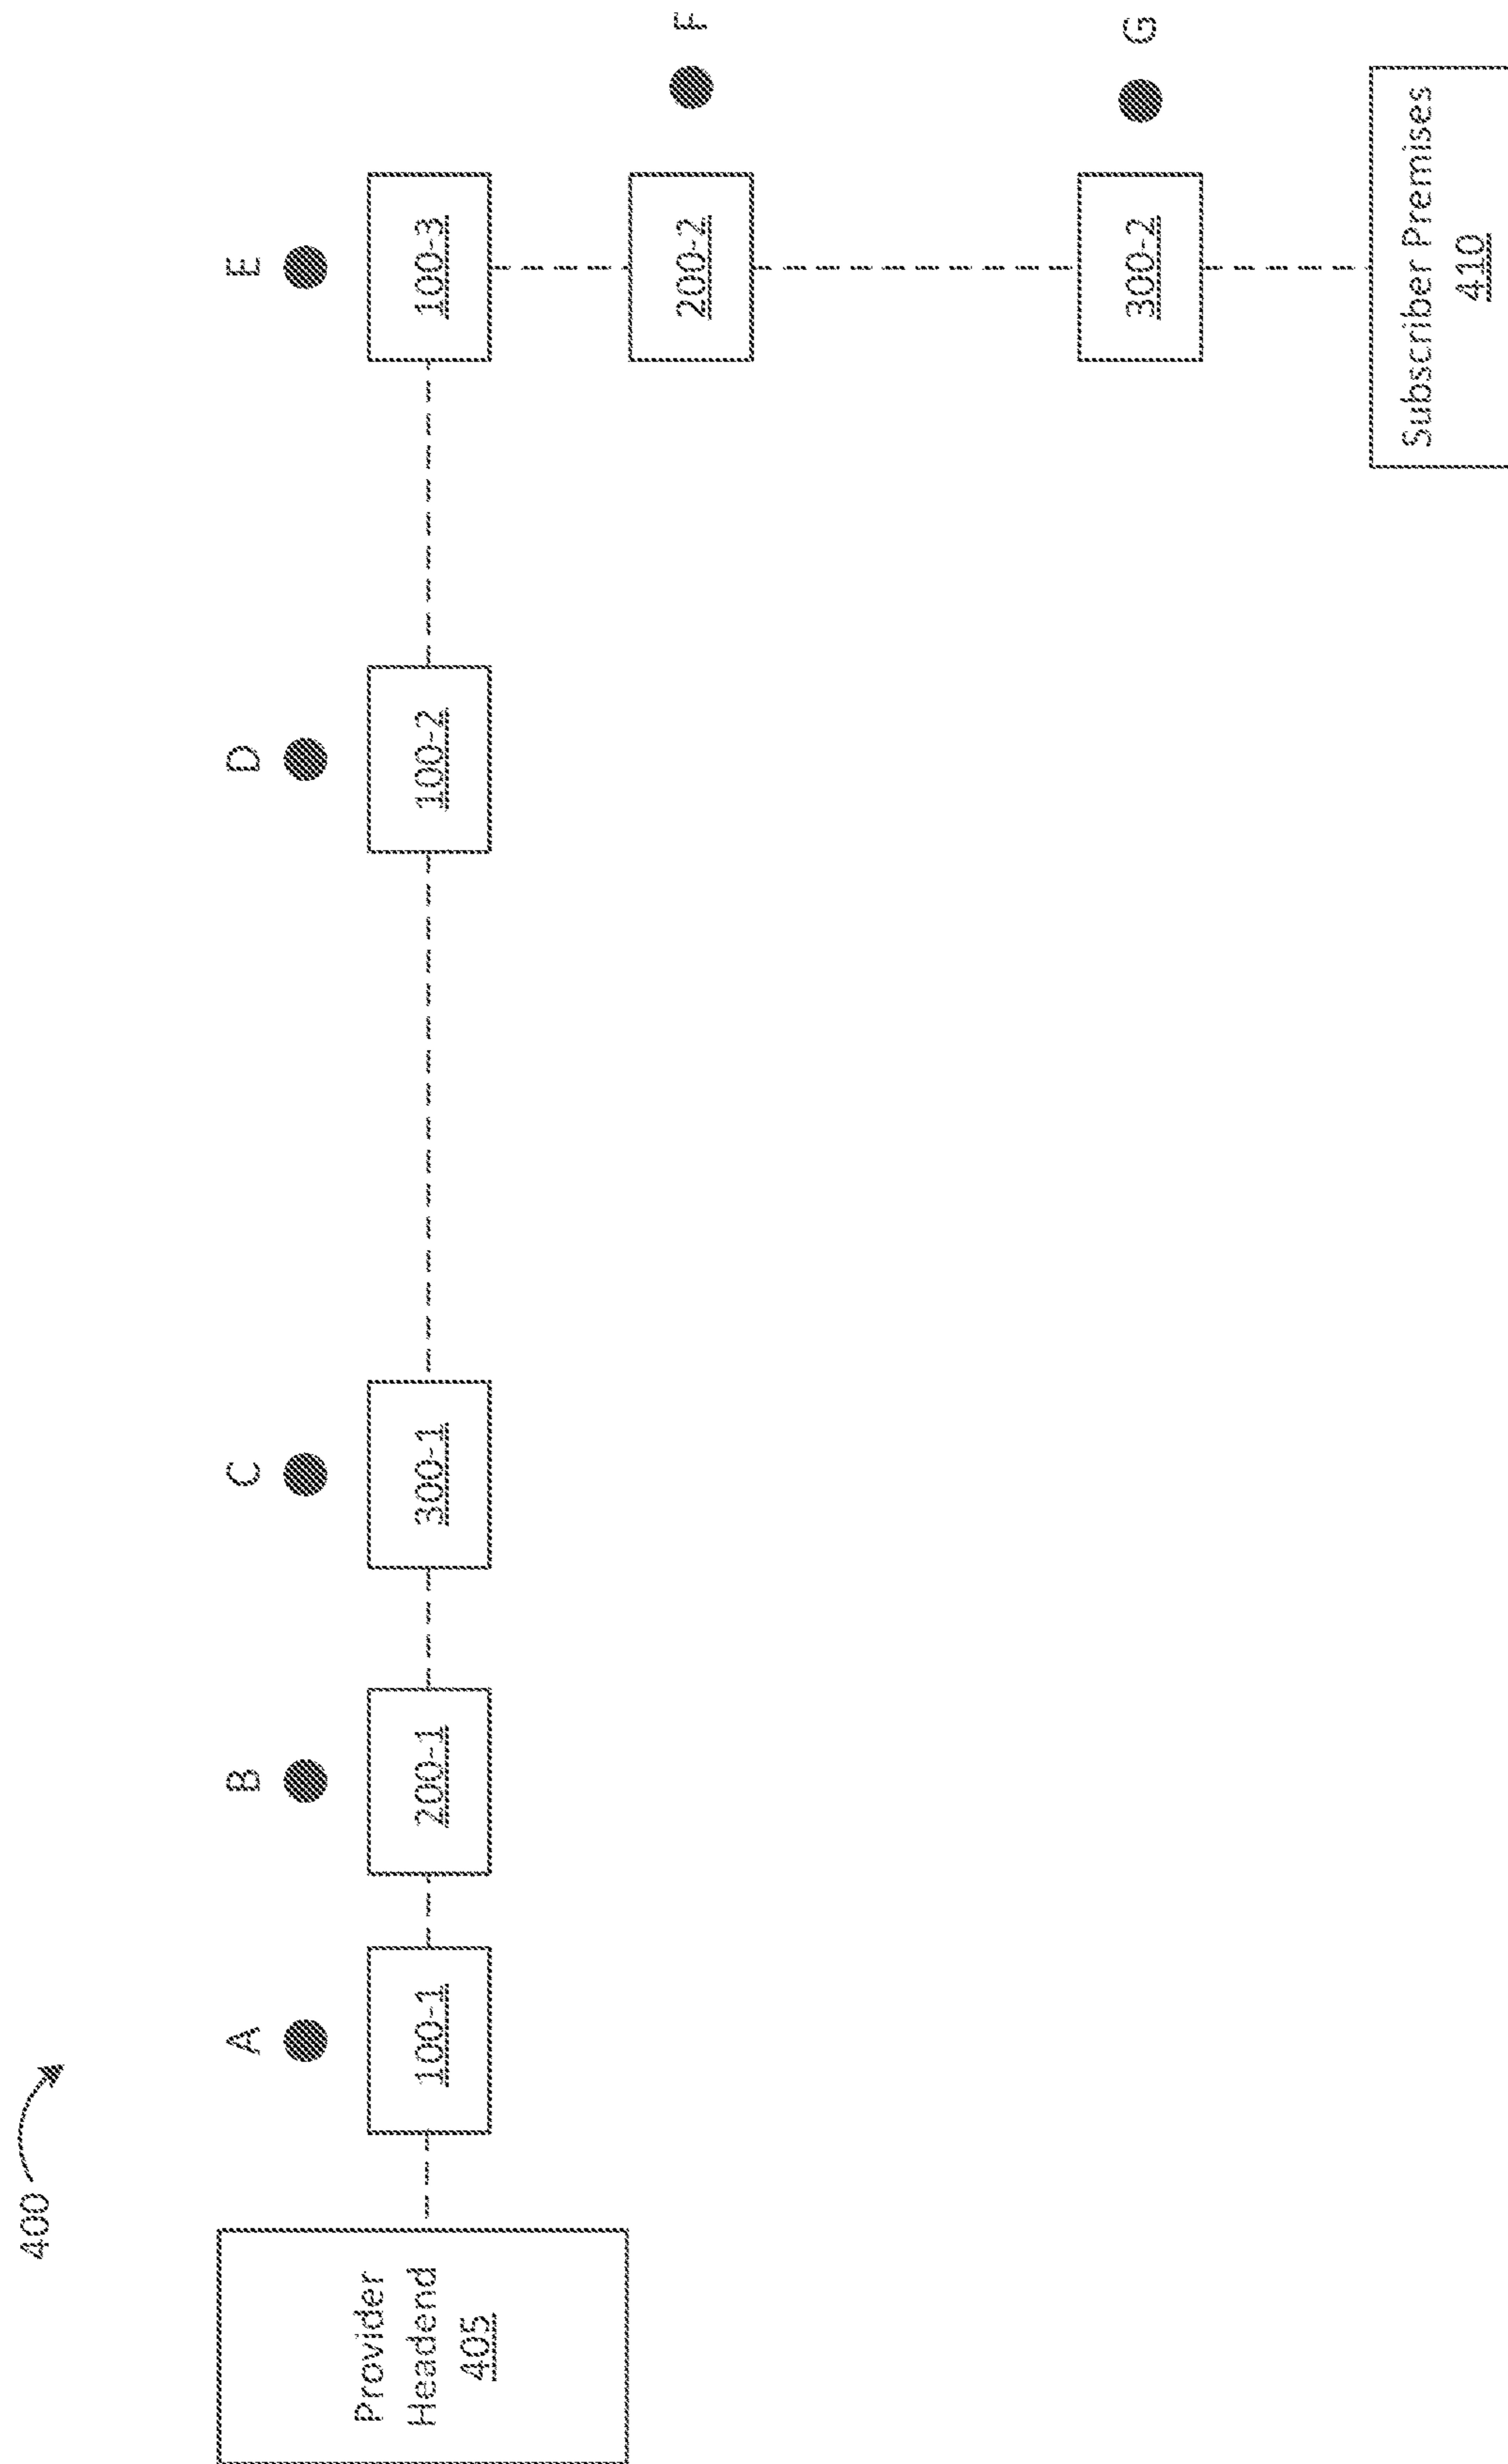 400
A
B
C
D
E
Provider
Headend
405
100-1
200-1
300-1
100-2
100-3
200-2
F
300-2
G
Subscriber Premises
410